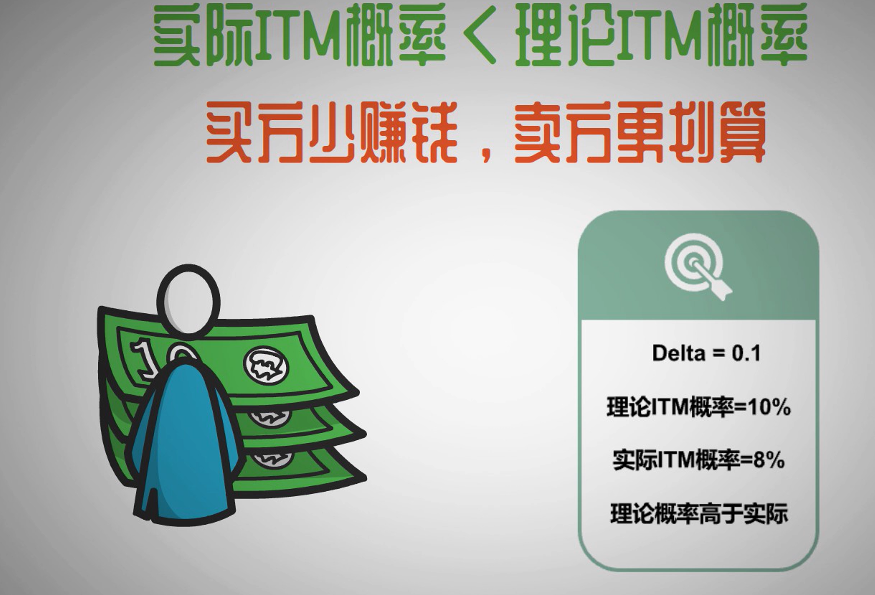 实际ITM概率 < 理论ITM概率
买方少赚钱，卖方更划算
10
Delta = 0.1
理论ITM概率=10%
实际ITM概率=8%
理论概率高于实际